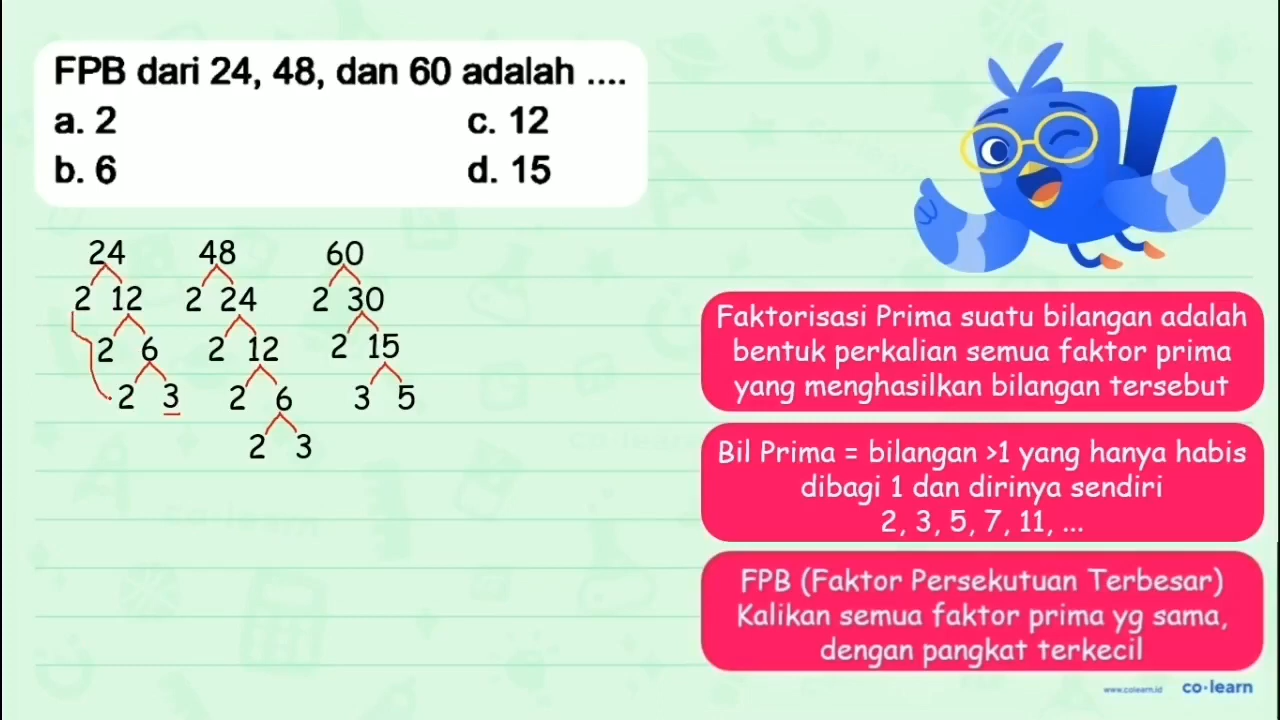 FPB dari 24, 48, dan 60 adalah ....
a. 2 c. 12
b. 6 d. 15
24 48 60
2 12 2 24 2 30
2 6 2 12 2 15
2 3 2 6 3 5
2 3
Faktorisasi Prima suatu bilangan adalah
bentuk perkalian semua faktor prima
yang menghasilkan bilangan tersebut
Bil Prima = bilangan >1 yang hanya habis
dibagi 1 dan dirinya sendiri
2, 3, 5, 7, 11, ...
FPB (Faktor Persekutuan Terbesar)
Kalikan semua faktor prima yg sama,
dengan pangkat terkecil
www.colearn.id co·learn